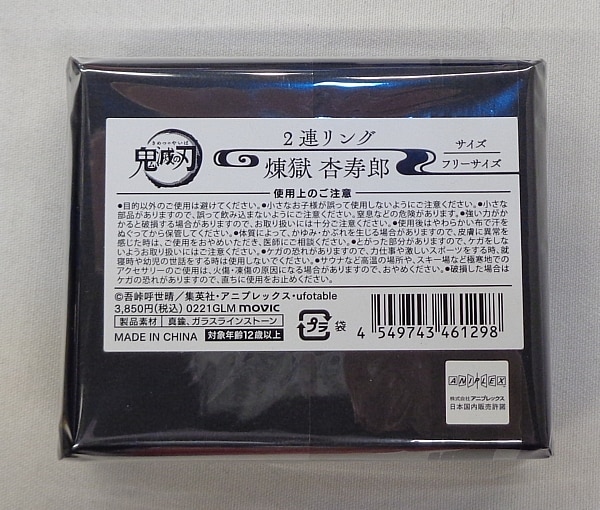 きめつのやいば
鬼滅の刃
2連リング
煉獄 杏寿郎
サイズ
フリーサイズ
使用上のご注意
●目的以外のご使用は避けてください。●小さなお子様が誤って使用しないようにご注意ください。●小さな
部品がありますので、誤って飲み込まないようにご注意ください。窒息などの危険があります。●強い力がか
かると破損する場合がありますので、お取り扱いには十分ご注意ください。●使用後はやわらかい布で汗を
ぬぐってから保管してください。●体質によって、かゆみ・かぶれを生じる場合がありますので、皮膚に異常を
感じた時は、ご使用をおやめいただき、医師にご相談ください。●とがった部分がありますので、ケガをしな
いようお取り扱いにはご注意ください。●ケガの恐れがありますので、力仕事や激しいスポーツをする時、就
寝時や幼児の世話をする時は使用しないでください。●サウナなど高温の場所や、スキー場など極寒地での
アクセサリーのご使用は、火傷・凍傷の原因になる場合がありますので、おやめください。●破損した場合は
ケガの恐れがありますので、直ちに使用をお止めください。
©吾峠呼世晴/集英社・アニプレックス・ufotable
3,850円(税込) 0221GLM movic
製品素材 真鍮、ガラスラインストーン
MADE IN CHINA 対象年齢12歳以上
プラ 袋
4 549743 461298
ANIPLEX
株式会社アニプレックス
日本国内販売許諾